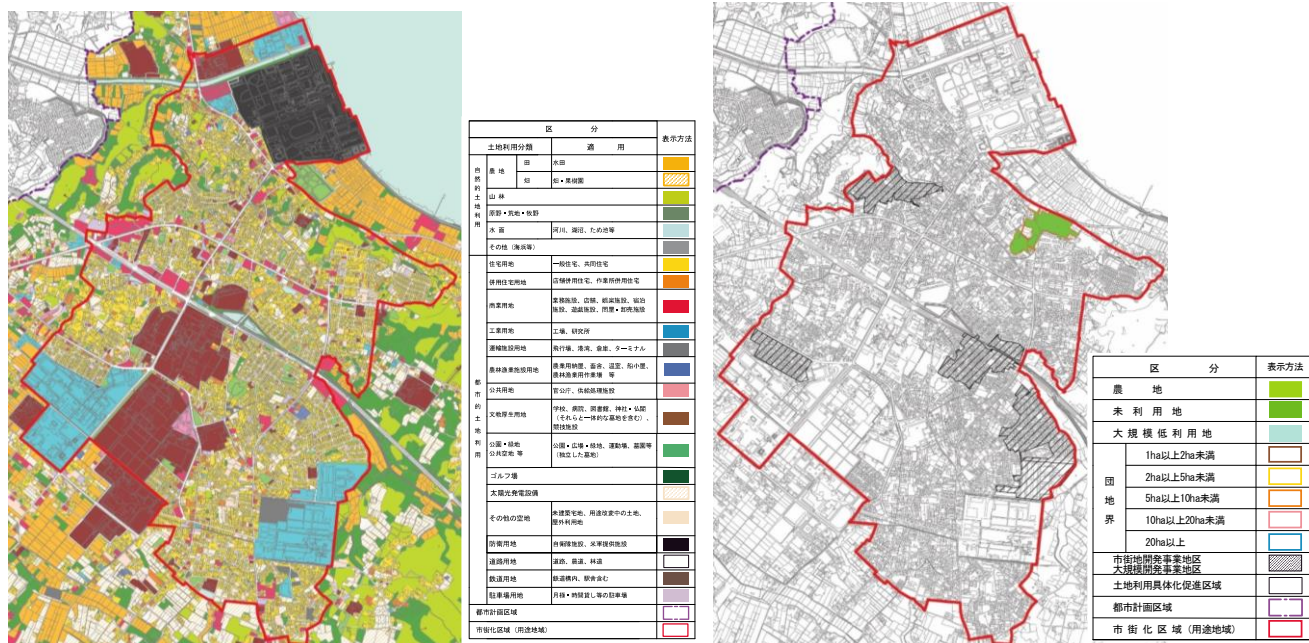 区 分
表示方法
土地利用分類
適 用
自然的土地利用
農 地
田
水田
畑
畑・果樹園
山 林
原野・荒地・牧野
水 面
河川、湖沼、ため池等
その他（海浜等）
都市的土地利用
住宅用地
一般住宅、共同住宅
併用住宅用地
店舗併用住宅、作業所併用住宅
商業用地
業務施設、店舗、娯楽施設、宿泊
施設、遊戯施設、問屋・卸売施設
工業用地
工場、研究所
運輸施設用地
飛行場、港湾、倉庫、ターミナル
農林漁業施設用地
農業用納屋、畜舎、温室、船小屋、
農林漁業用作業場 等
公共用地
官公庁、供給処理施設
文教厚生用地
学校、病院、図書館、神社・仏閣
（それらと一体的な墓地を含む）、
競技施設
公園・緑地
公共空地 等
公園・広場・緑地、運動場、墓園等
（独立した墓地）
ゴルフ場
太陽光発電設備
その他の空地
未建築宅地、用途改変中の土地、
屋外利用地
防衛用地
自衛隊施設、米軍提供施設
道路用地
道路、農道、林道
鉄道用地
鉄道構内、駅舎含む
駐車場用地
月極・時間貸し等の駐車場
都市計画区域
市街化区域（用途地域）
区 分
表示方法
農 地
未 利 用 地
大 規 模 低 利 用 地
団地界
1ha以上2ha未満
2ha以上5ha未満
5ha以上10ha未満
10ha以上20ha未満
20ha以上
市街地開発事業地区
大規模開発事業地区
土地利用具体化促進区域
都市計画区域
市 街 化 区 域（用途地域）